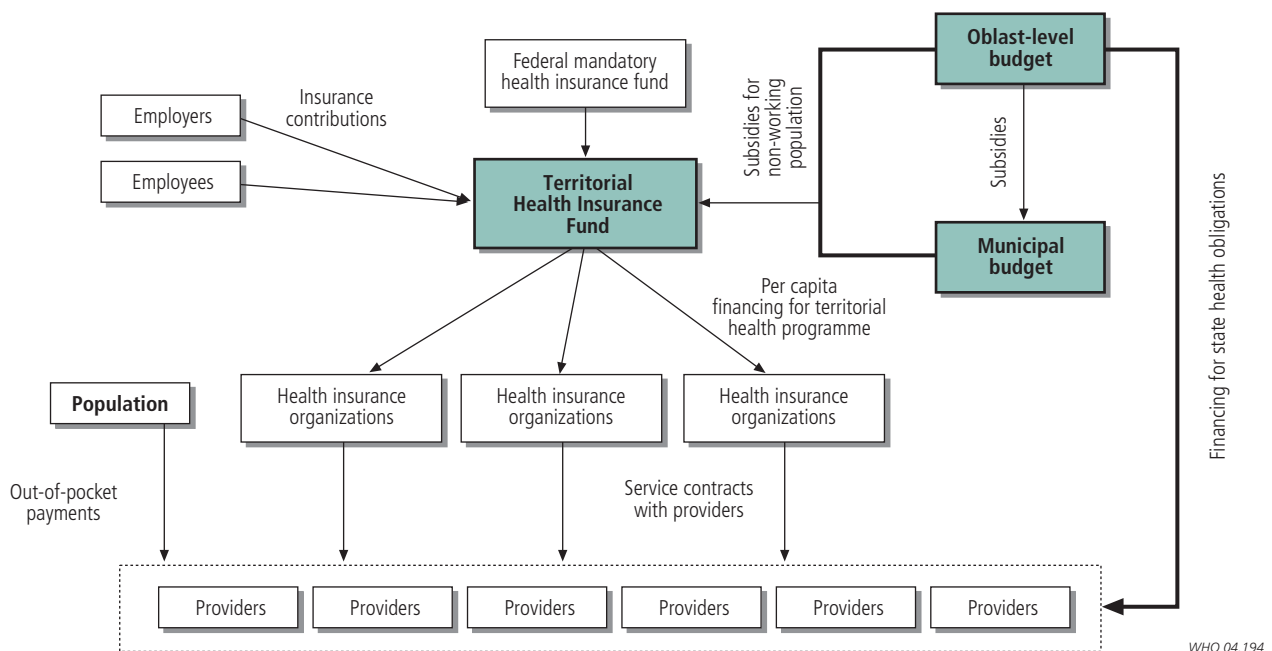 Oblast-level
budget
Federal mandatory
health insurance fund
Insurance
contributions
Employers
Employees
Subsidies for
non-working
population
Subsidies
Territorial
Health Insurance
Fund
Municipal
budget
Financing for state health obligations
Per capita
financing for territorial
health programme
Population
Health insurance
organizations
Health insurance
organizations
Health insurance
organizations
Out-of-pocket
payments
Service contracts
with providers
Providers
Providers
Providers
Providers
Providers
Providers
WHO 04.194